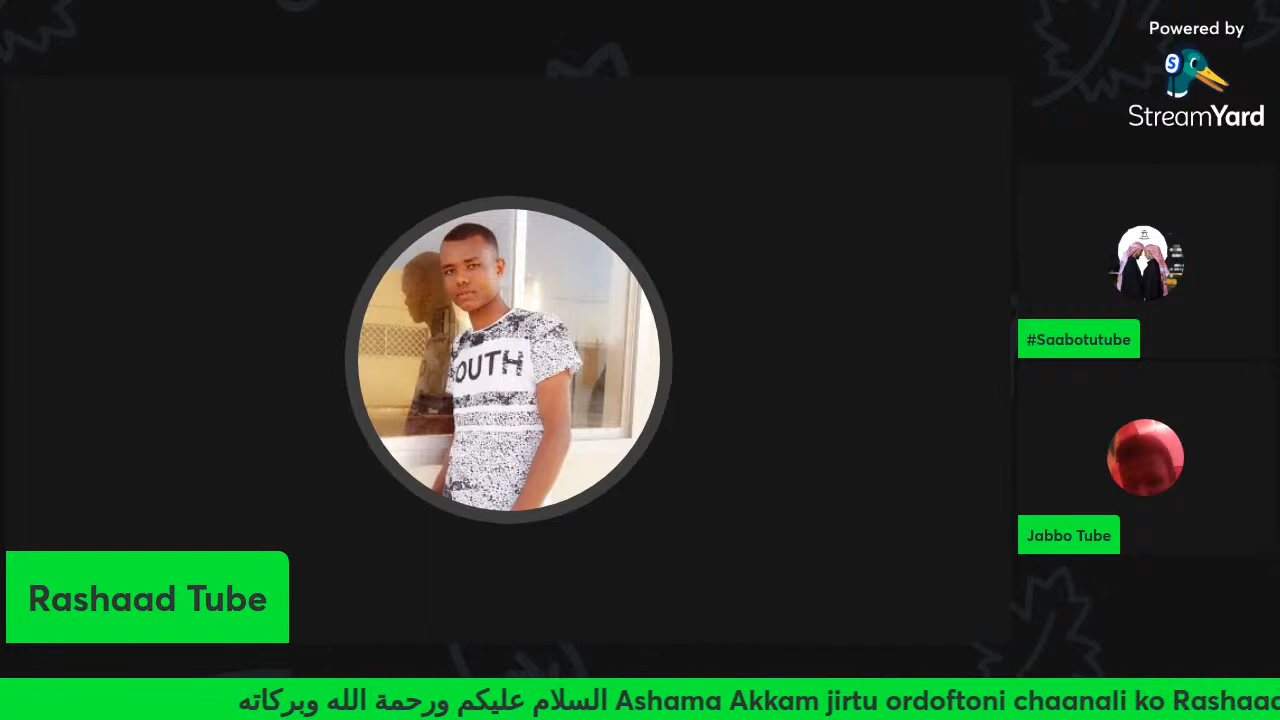 Powered by
StreamYard
OUTH
#Saabotutube
Jabbo Tube
Rashaad Tube
السلام عليكم ورحمة الله وبركاته Ashama Akkam jirtu ordoftoni chaanali ko Rashaad